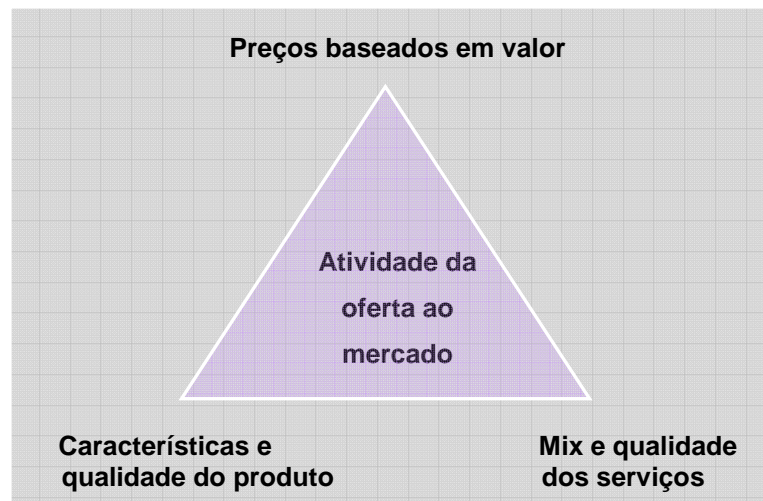 Preços baseados em valor
Atividade da
oferta ao
mercado
Características e
qualidade do produto
Mix e qualidade
dos serviços